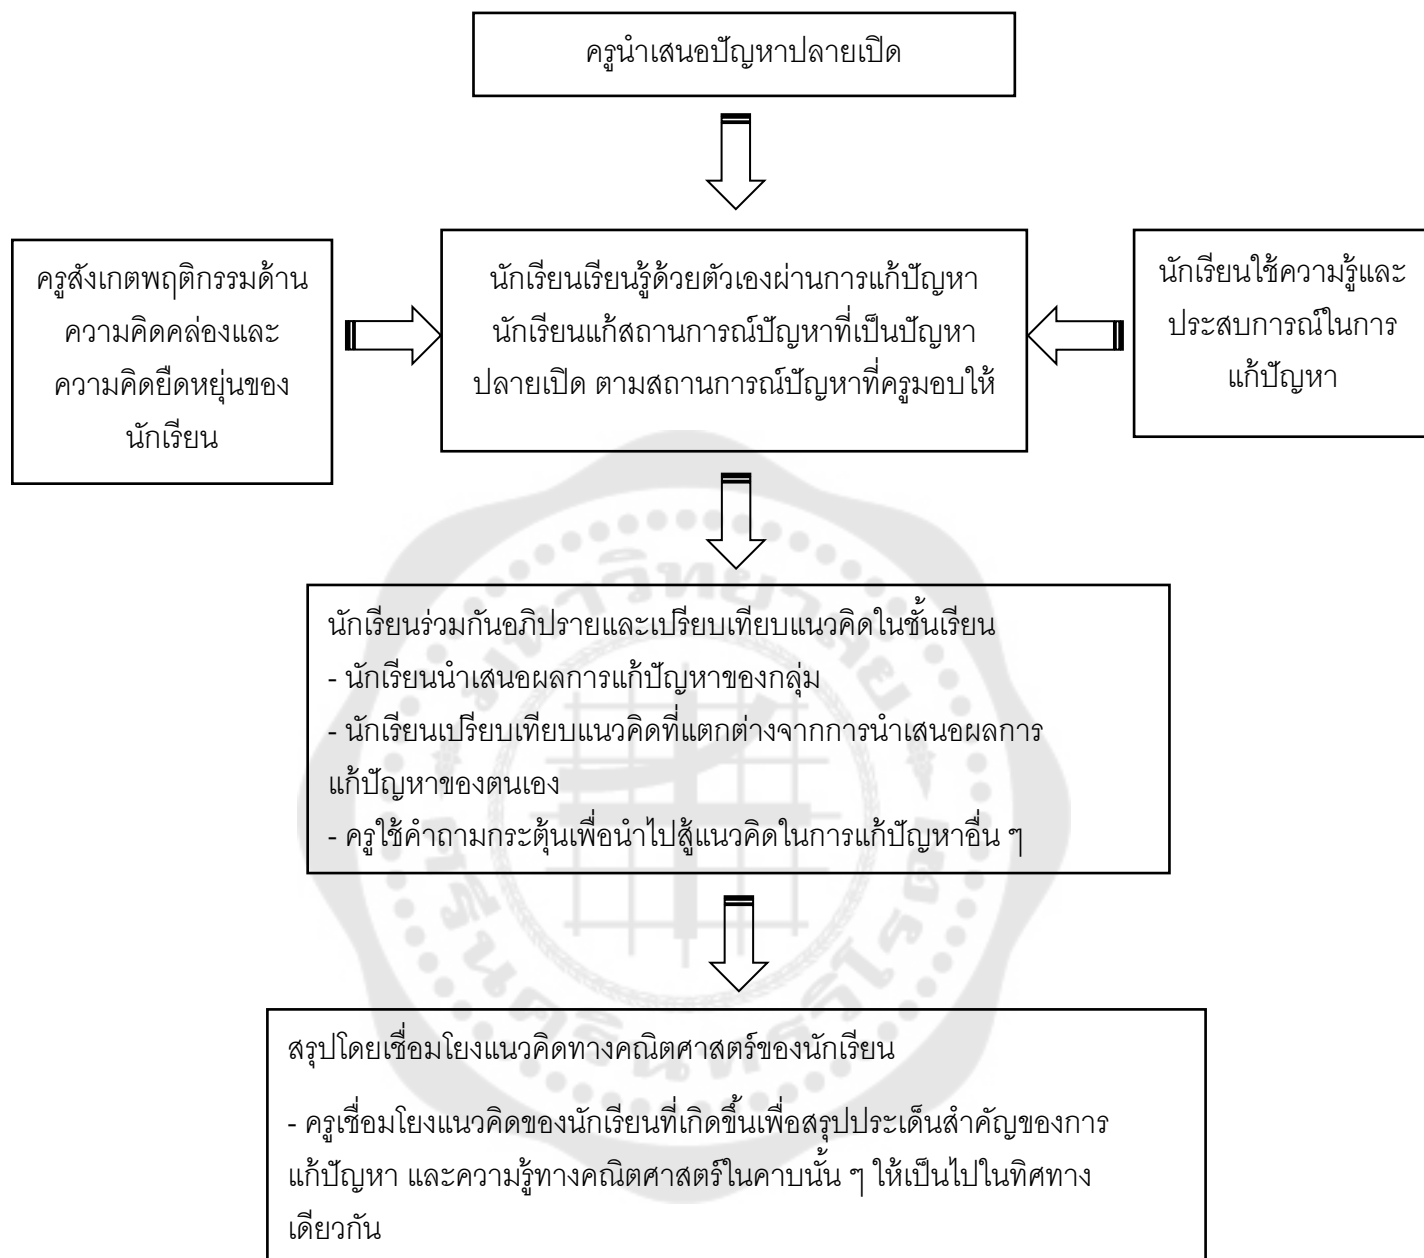 ครูนำเสนอปัญหาปลายเปิด
ครูสังเกตพฤติกรรมด้าน
ความคิดคล่องและ
ความคิดยืดหยุ่นของ
นักเรียน
นักเรียนเรียนรู้ด้วยตัวเองผ่านการแก้ปัญหา
นักเรียนแก้สถานการณ์ปัญหาที่เป็นปัญหา
ปลายเปิด ตามสถานการณ์ปัญหาที่ครูมอบให้
นักเรียนใช้ความรู้และ
ประสบการณ์ในการ
แก้ปัญหา
นักเรียนร่วมกันอภิปรายและเปรียบเทียบแนวคิดในชั้นเรียน
- นักเรียนนำเสนอผลการแก้ปัญหาของกลุ่ม
- นักเรียนเปรียบเทียบแนวคิดที่แตกต่างจากการนำเสนอผลการ
แก้ปัญหาของตนเอง
- ครูใช้คำถามกระตุ้นเพื่อนำไปสู้แนวคิดในการแก้ปัญหาอื่น ๆ
สรุปโดยเชื่อมโยงแนวคิดทางคณิตศาสตร์ของนักเรียน
- ครูเชื่อมโยงแนวคิดของนักเรียนที่เกิดขึ้นเพื่อสรุปประเด็นสำคัญของการ
แก้ปัญหา และความรู้ทางคณิตศาสตร์ในคาบนั้น ๆ ให้เป็นไปในทิศทาง
เดียวกัน
มหาวิทยาลัย
ศรีนครินทรวิโรฒ